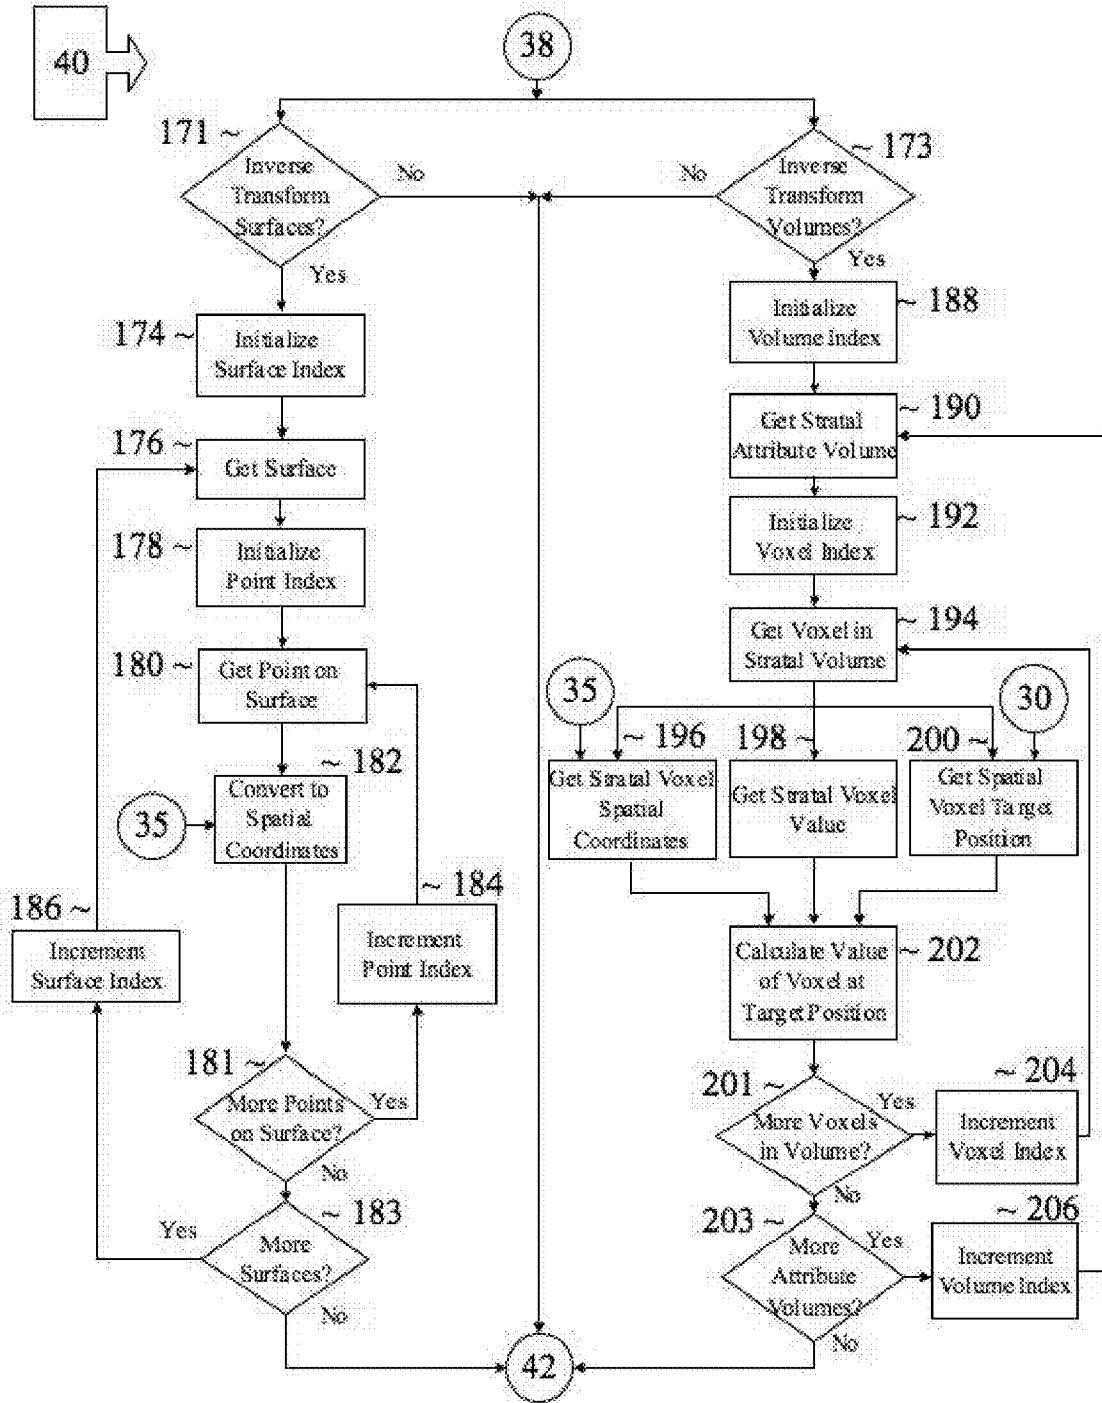 40
38
171 ~
Inverse
Transform
Surfaces?
No
Yes
~ 173
Inverse
Transform
Volumes?
No
Yes
174 ~
Initialize
Surface Index
~ 188
Initialize
Volume Index
176 ~
Get Surface
~ 190
Get Stratal
Attribute Volume
178 ~
Initialize
Point Index
~ 192
Initialize
Voxel Index
180 ~
Get Point on
Surface
~ 194
Get Voxel in
Stratal Volume
35
30
~ 182
Convert to
Spatial
Coordinates
35
~ 196
Get Stratal Voxel
Spatial
Coordinates
198 ~
Get Stratal Voxel
Value
200 ~
Get Spatial
Voxel Target
Position
186 ~
Increment
Surface Index
~ 184
Increment
Point Index
~ 202
Calculate Value
of Voxel at
Target Position
181 ~
More Points
on Surface?
Yes
No
201 ~
More Voxels
in Volume?
Yes
No
~ 204
Increment
Voxel Index
~ 183
More
Surfaces?
Yes
No
203 ~
More
Attribute
Volumes?
Yes
No
~ 206
Increment
Volume Index
42